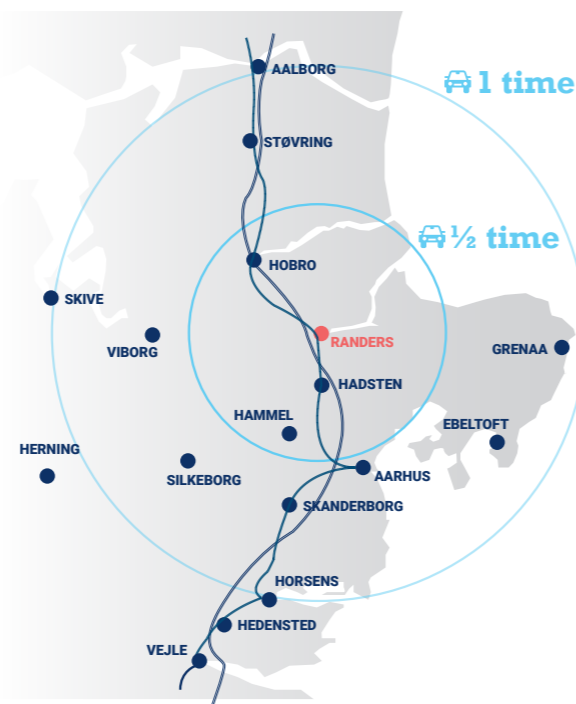 AALBORG
1 time
STØVRING
½ time
HOBRO
SKIVE
RANDERS
VIBORG
GRENAA
HADSTEN
HAMMEL
EBELTOFT
HERNING
SILKEBORG
AARHUS
SKANDERBORG
HORSENS
HEDENSTED
VEJLE